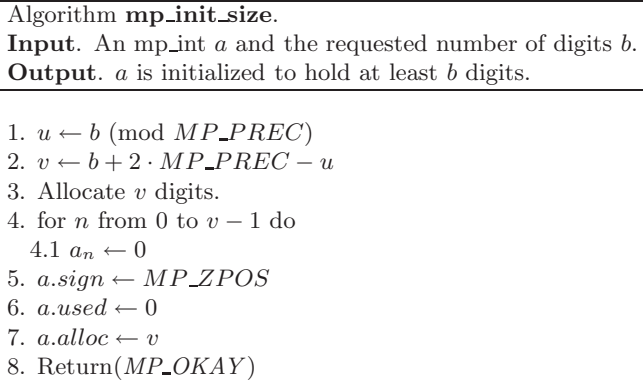 Algorithm mp_init_size.
Input. An mp_int a and the requested number of digits b.
Output. a is initialized to hold at least b digits.
1. u ← b (mod MP_PREC)
2. v ← b + 2 · MP_PREC − u
3. Allocate v digits.
4. for n from 0 to v − 1 do
4.1 aₙ ← 0
5. a.sign ← MP_ZPOS
6. a.used ← 0
7. a.alloc ← v
8. Return(MP_OKAY)